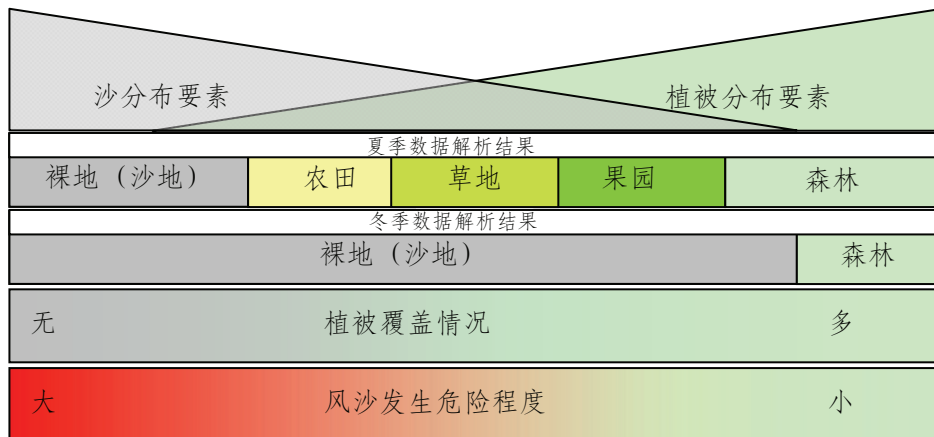 沙分布要素 植被分布要素
夏季数据解析结果
裸地（沙地） 农田 草地 果园 森林
冬季数据解析结果
裸地（沙地） 森林
无 植被覆盖情况 多
大 风沙发生危险程度 小